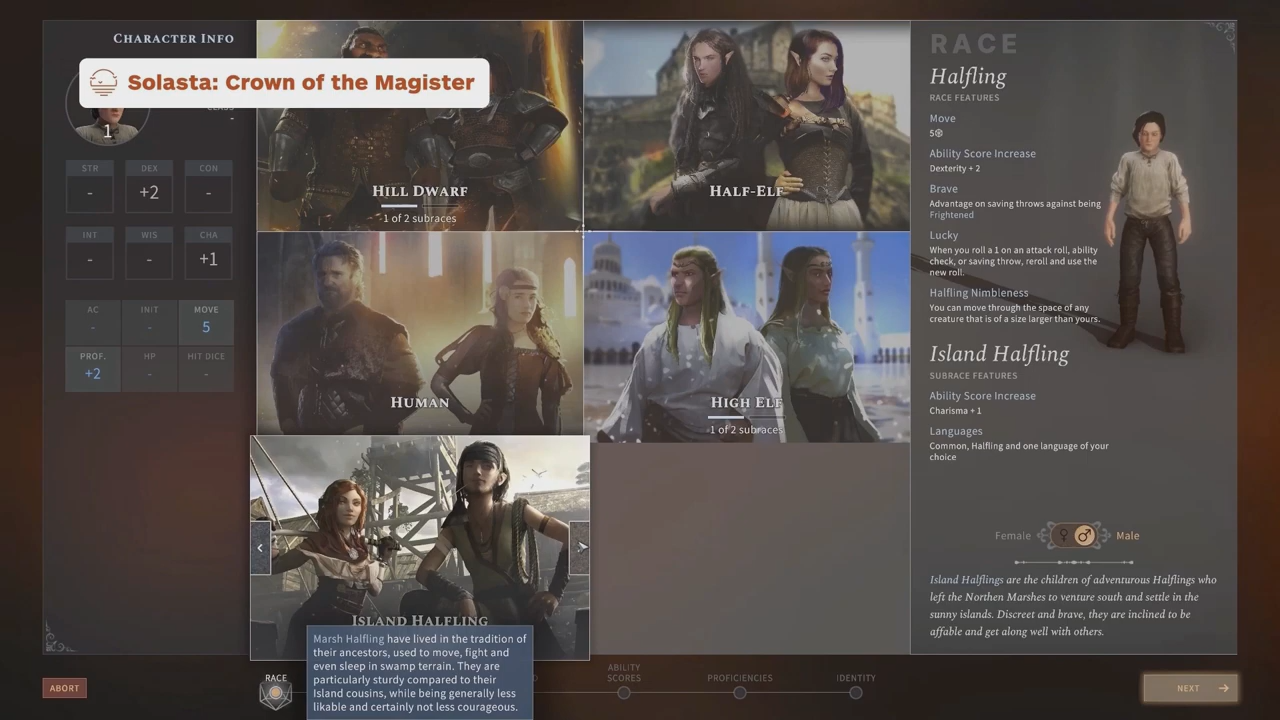 CHARACTER INFO
Solasta: Crown of the Magister
1
-
STR
DEX
CON
-
+2
-
INT
WIS
CHA
-
-
+1
AC
INIT
MOVE
-
-
5
PROF.
HP
HIT DICE
+2
-
-
HILL DWARF
1 of 2 subraces
HALF-ELF
HUMAN
HIGH ELF
1 of 2 subraces
ISLAND HALFLING
Marsh Halfling have lived in the tradition of
their ancestors, used to move, fight and
even sleep in swamp terrain. They are
particularly sturdy compared to their
Island cousins, while being generally less
likable and certainly not less courageous.
RACE
Halfling
RACE FEATURES
Move
5
Ability Score Increase
Dexterity + 2
Brave
Advantage on saving throws against being
Frightened
Lucky
When you roll a 1 on an attack roll, ability
check, or saving throw, reroll and use the
new roll.
Halfling Nimbleness
You can move through the space of any
creature that is of a size larger than yours.
Island Halfling
SUBRACE FEATURES
Ability Score Increase
Charisma + 1
Languages
Common, Halfling and one language of your
choice
Female
Male
Island Halflings are the children of adventurous Halflings who
left the Northen Marshes to venture south and settle in the
sunny islands. Discreet and brave, they are inclined to be
affable and get along well with others.
ABORT
RACE
ABILITY
SCORES
PROFICIENCIES
IDENTITY
NEXT